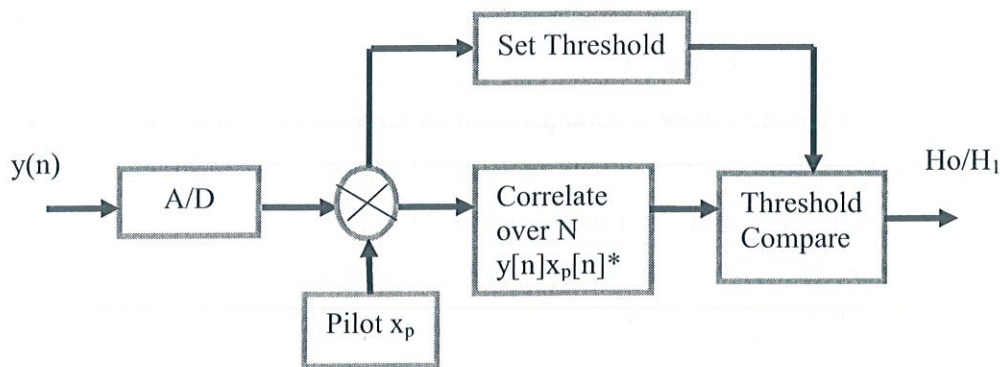 Set Threshold
y(n)
A/D
Correlate
over N
y[n]xₚ[n]*
Threshold
Compare
Ho/H₁
Pilot xₚ